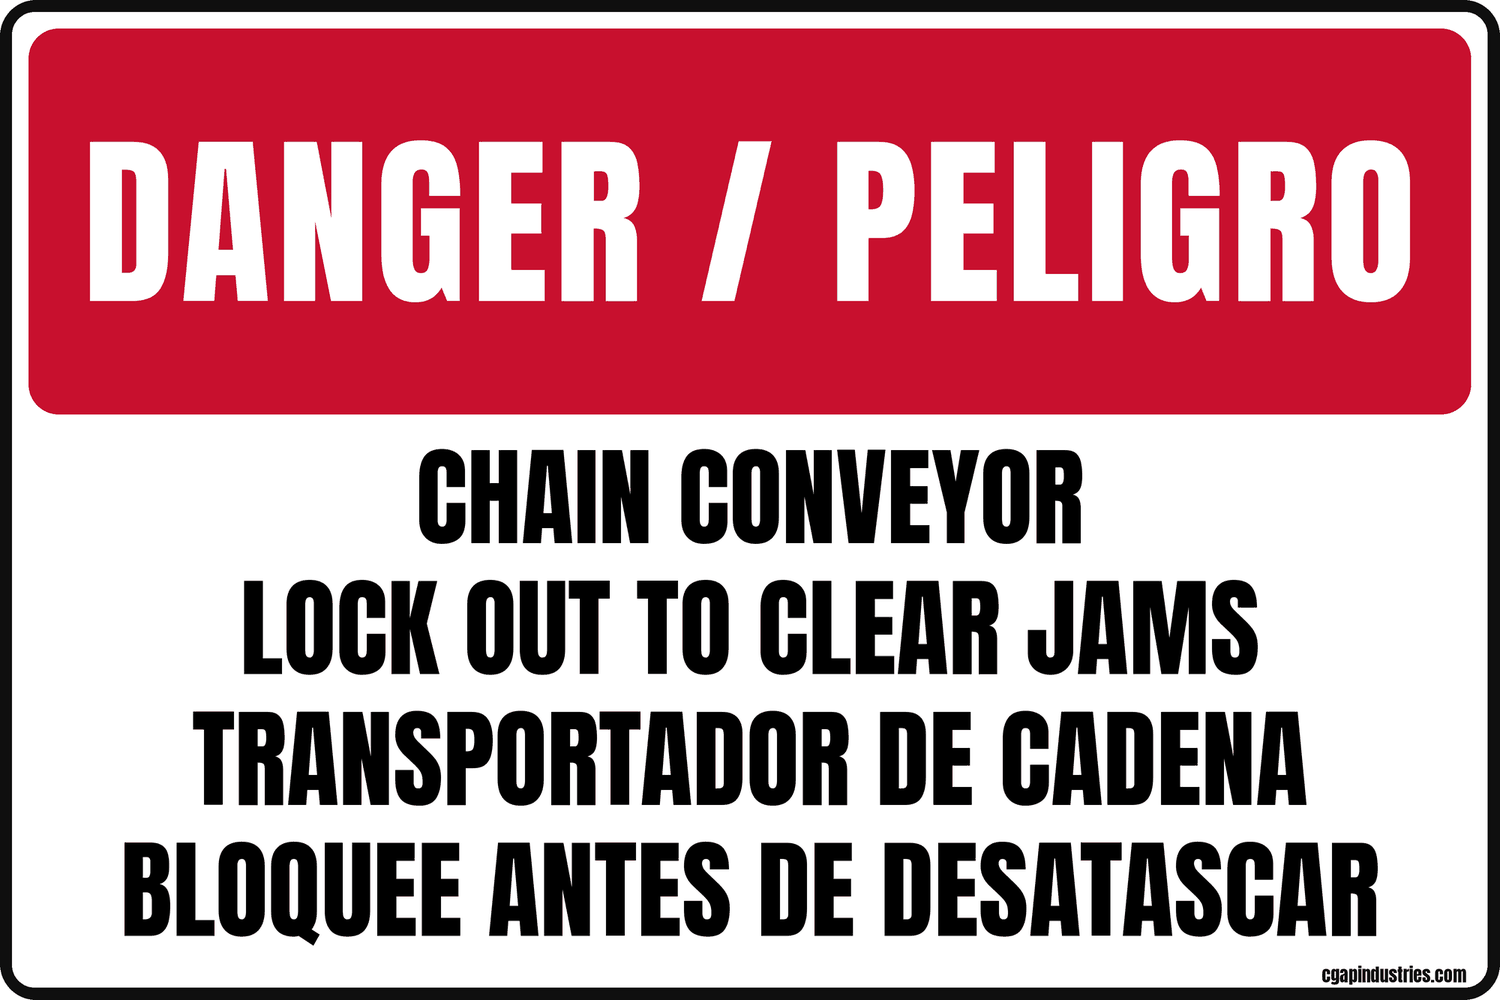 DANGER / PELIGRO
CHAIN CONVEYOR
LOCK OUT TO CLEAR JAMS
TRANSPORTADOR DE CADENA
BLOQUEE ANTES DE DESATASCAR
cgapindustries.com